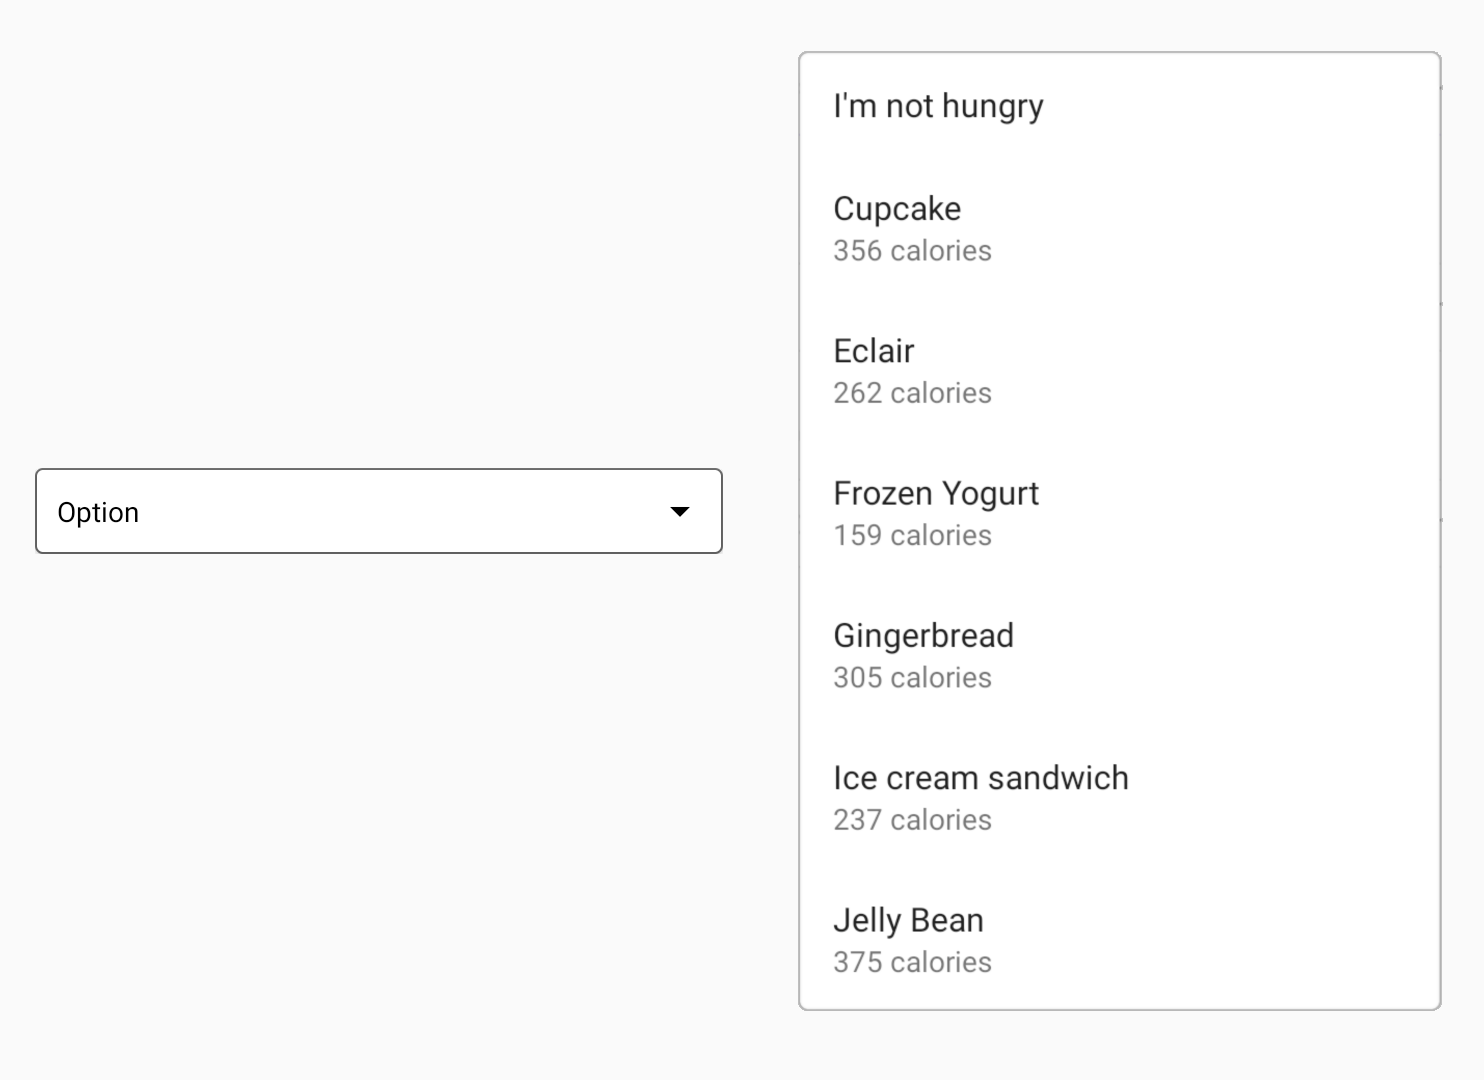 Option
I'm not hungry
Cupcake
356 calories
Eclair
262 calories
Frozen Yogurt
159 calories
Gingerbread
305 calories
Ice cream sandwich
237 calories
Jelly Bean
375 calories